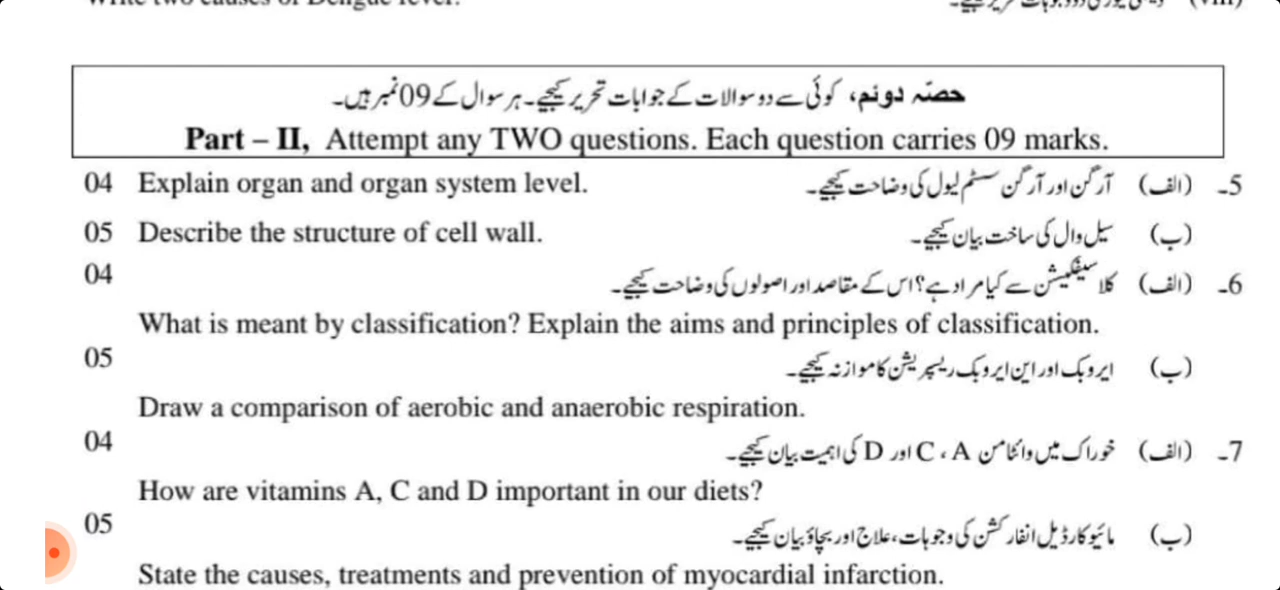 (viii)
حصّہ دوئم، کوئی سے دو سوالات کے جوابات تحریر کیجیے۔ ہر سوال کے 09 نمبر ہیں۔
Part – II, Attempt any TWO questions. Each question carries 09 marks.
5۔ (الف) آرگن اور آرگن سسٹم لیول کی وضاحت کیجیے۔ Explain organ and organ system level. 04
(ب) سیل وال کی ساخت بیان کیجیے۔ Describe the structure of cell wall. 05
6۔ (الف) کلاسیفکیشن سے کیا مراد ہے؟ اس کے مقاصد اور اصولوں کی وضاحت کیجیے۔ 04
What is meant by classification? Explain the aims and principles of classification.
(ب) ایروبک اور این ایروبک ریسپریشن کا موازنہ کیجیے۔ 05
Draw a comparison of aerobic and anaerobic respiration.
7۔ (الف) خوراک میں وائٹامن A ، C اور D کی اہمیت بیان کیجیے۔ 04
How are vitamins A, C and D important in our diets?
(ب) مائیوکارڈیل انفارکشن کی وجوہات، علاج اور بچاؤ بیان کیجیے۔ 05
State the causes, treatments and prevention of myocardial infarction.